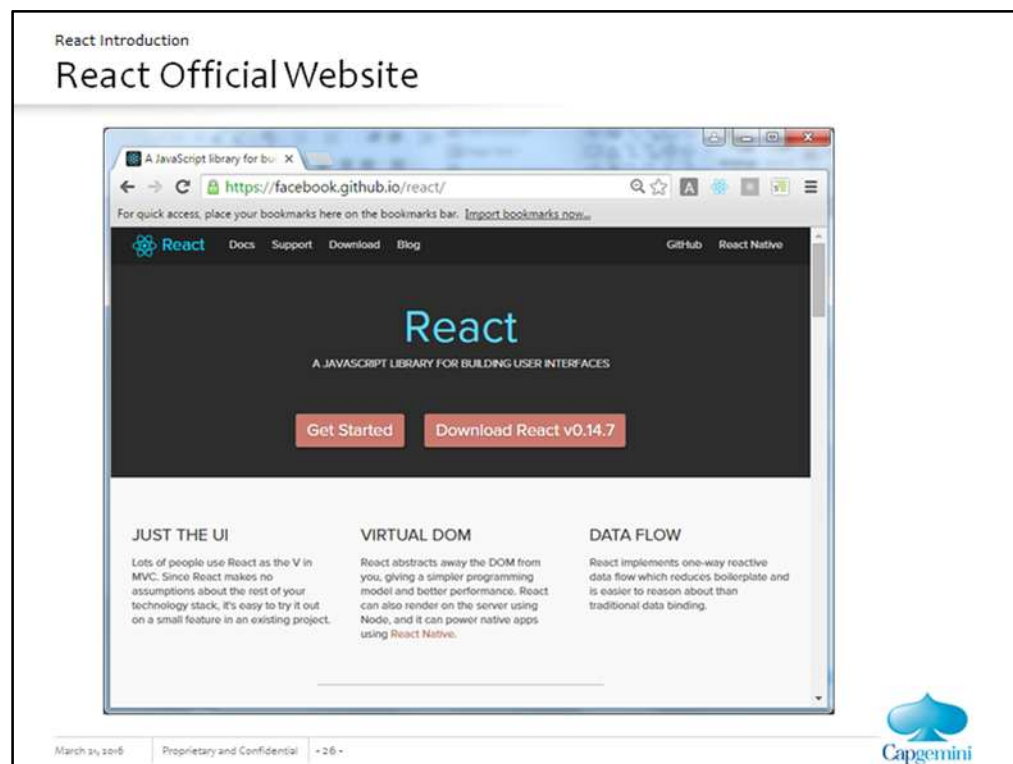 React Introduction
React Official Website
A JavaScript library for bu
https://facebook.github.io/react/
For quick access, place your bookmarks here on the bookmarks bar. Import bookmarks now...
React Docs Support Download Blog GitHub React Native
React
A JAVASCRIPT LIBRARY FOR BUILDING USER INTERFACES
Get Started Download React v0.14.7
JUST THE UI
Lots of people use React as the V in
MVC. Since React makes no
assumptions about the rest of your
technology stack, it's easy to try it out
on a small feature in an existing project.
VIRTUAL DOM
React abstracts away the DOM from
you, giving a simpler programming
model and better performance. React
can also render on the server using
Node, and it can power native apps
using React Native.
DATA FLOW
React implements one-way reactive
data flow which reduces boilerplate and
is easier to reason about than
traditional data binding.
March 21, 2016 Proprietary and Confidential - 26 -
Capgemini